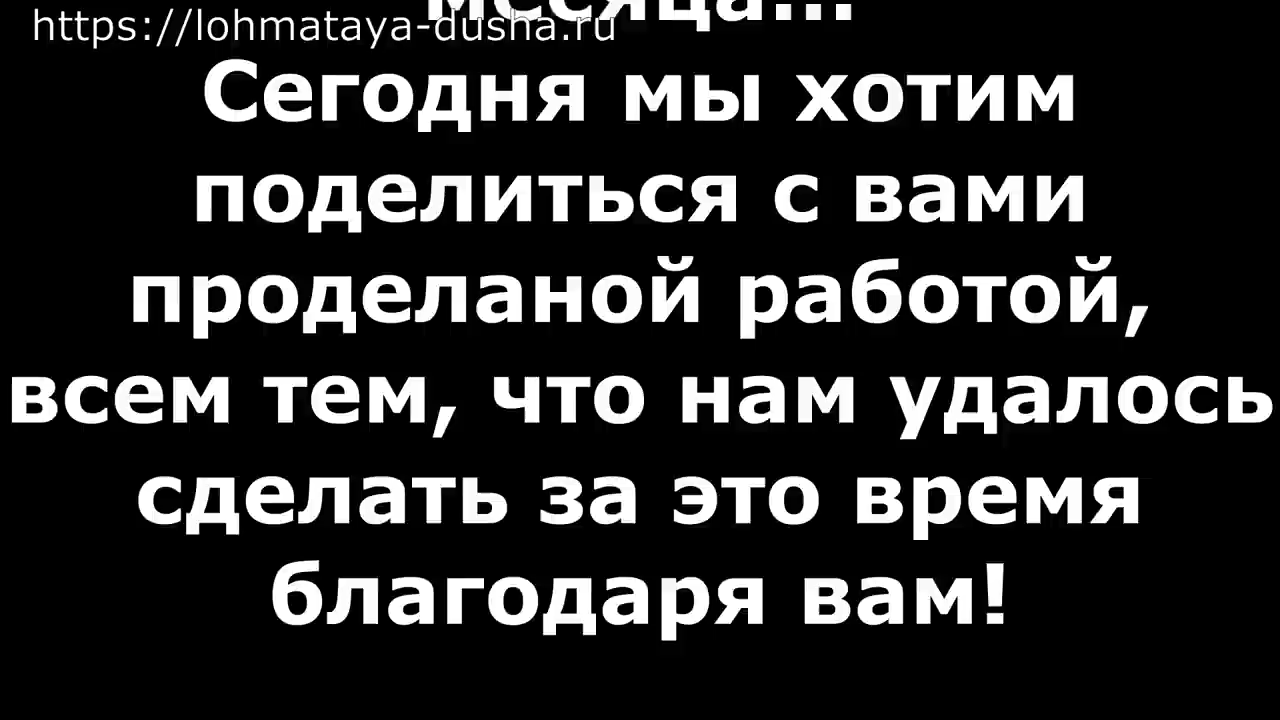 месяца...
https://lohmataya-dusha.ru
Сегодня мы хотим
поделиться с вами
проделаной работой,
всем тем, что нам удалось
сделать за это время
благодаря вам!